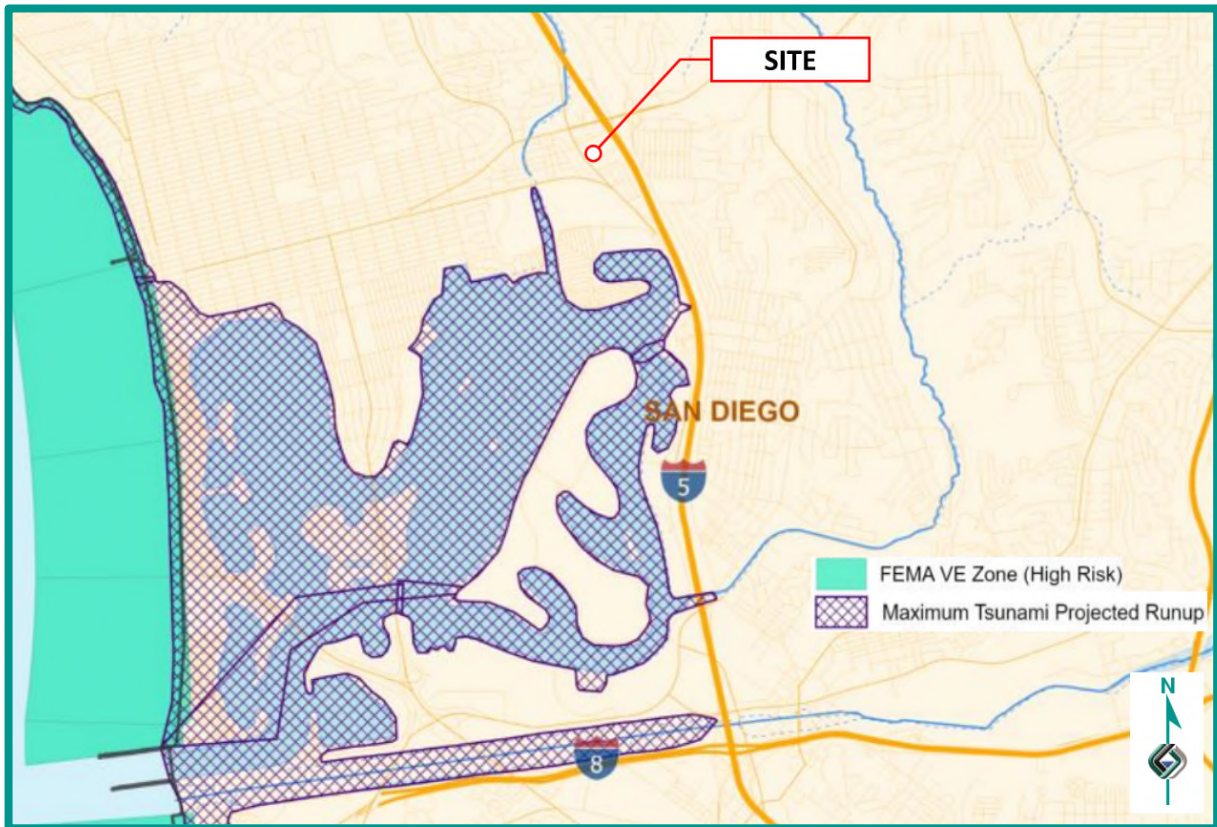 SITE
SAN DIEGO
5
FEMA VE Zone (High Risk)
Maximum Tsunami Projected Runup
N
8